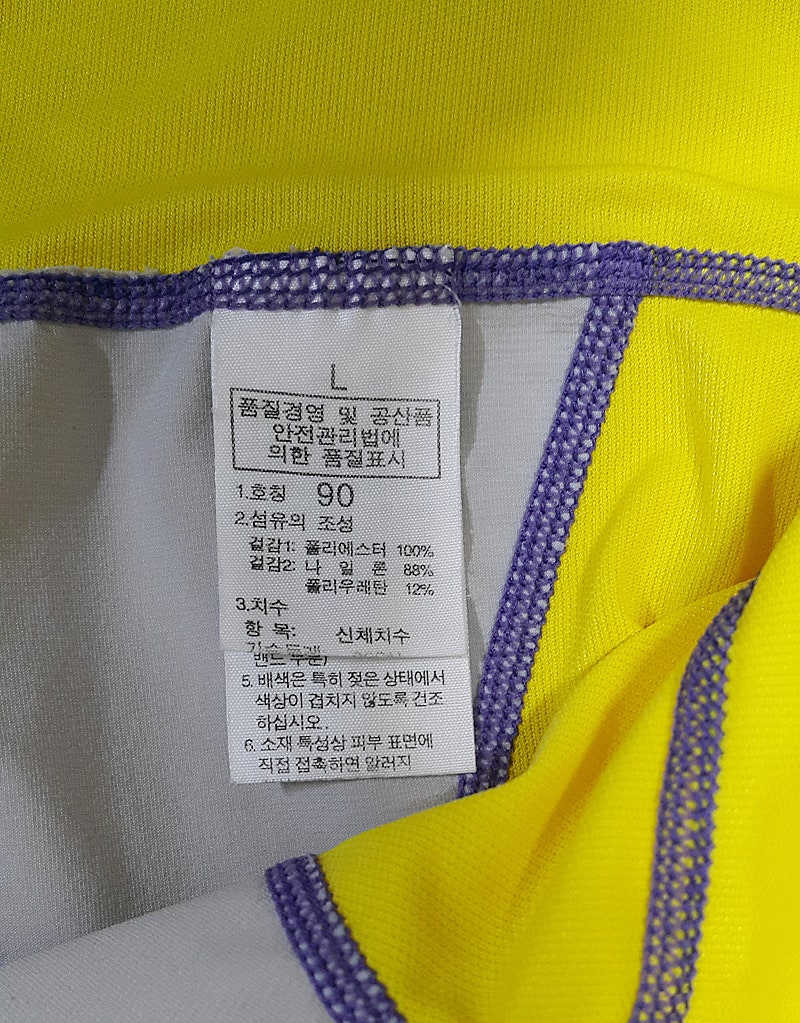 L
품질경영 및 공산품
안전관리법에
의한 품질표시
1.호칭 90
2.섬유의 조성
겉감1: 폴리에스터 100%
겉감2: 나 일 론 88%
폴리우레탄 12%
3.치수
항 목: 신체치수
5. 배색은 특히 젖은 상태에서
색상이 겹치지 않도록 건조
하십시오.
6. 소재 특성상 피부 표면에
직접 접촉하면 알러지